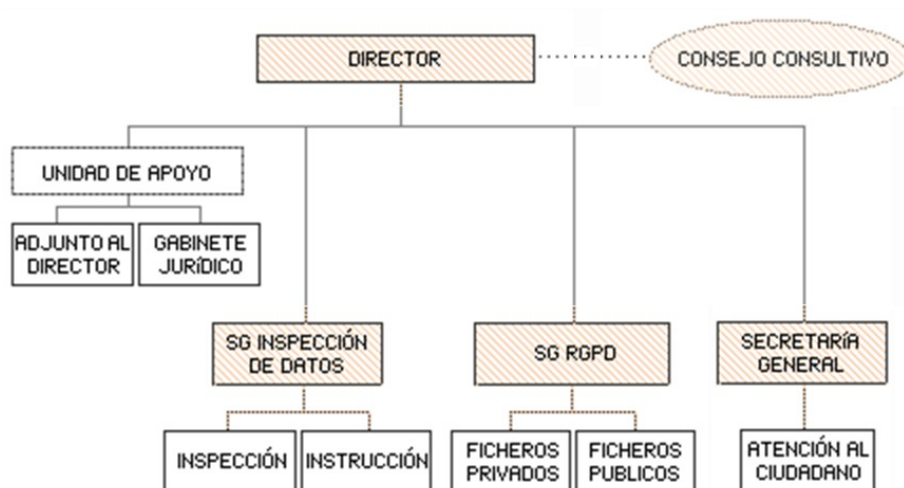 DIRECTOR
CONSEJO CONSULTIVO
UNIDAD DE APOYO
ADJUNTO AL
DIRECTOR
GABINETE
JURÍDICO
SG INSPECCIÓN
DE DATOS
SG RGPD
SECRETARÍA
GENERAL
INSPECCIÓN
INSTRUCCIÓN
FICHEROS
PRIVADOS
FICHEROS
PUBLICOS
ATENCIÓN AL
CIUDADANO